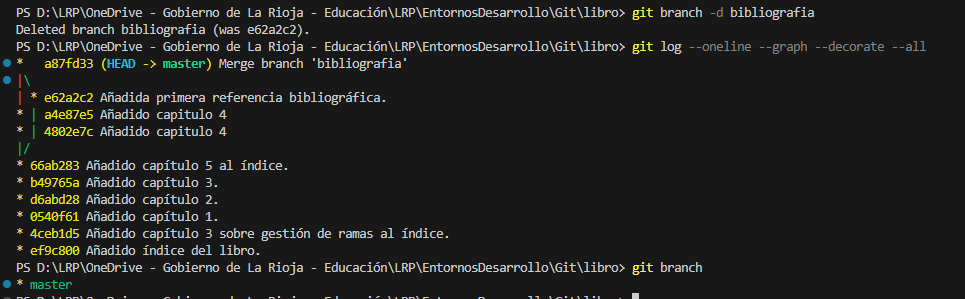 PS D:\LRP\OneDrive - Gobierno de La Rioja - Educación\LRP\EntornosDesarrollo\Git\libro> git branch -d bibliografia
Deleted branch bibliografia (was e62a2c2).
PS D:\LRP\OneDrive - Gobierno de La Rioja - Educación\LRP\EntornosDesarrollo\Git\libro> git log --oneline --graph --decorate --all
*   a87fd33 (HEAD -> master) Merge branch 'bibliografia'
|\
| * e62a2c2 Añadida primera referencia bibliográfica.
* | a4e87e5 Añadido capitulo 4
* | 4802e7c Añadido capitulo 4
|/
* 66ab283 Añadido capítulo 5 al índice.
* b49765a Añadido capítulo 3.
* d6abd28 Añadido capítulo 2.
* 0540f61 Añadido capítulo 1.
* 4ceb1d5 Añadido capítulo 3 sobre gestión de ramas al índice.
* ef9c800 Añadido índice del libro.
PS D:\LRP\OneDrive - Gobierno de La Rioja - Educación\LRP\EntornosDesarrollo\Git\libro> git branch
* master